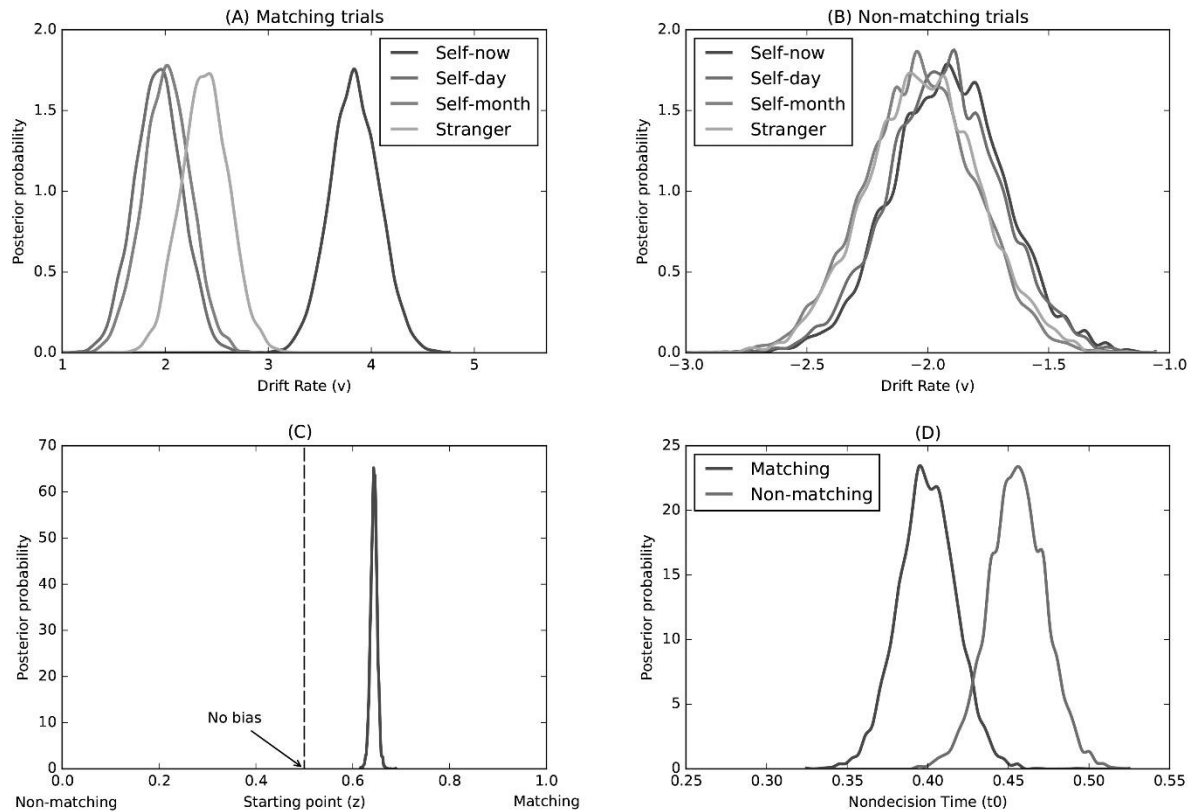 (A) Matching trials
2.0
1.5
1.0
0.5
0.0
Posterior probability
Self-now
Self-day
Self-month
Stranger
1
2
3
4
5
Drift Rate (v)
(B) Non-matching trials
2.0
1.5
1.0
0.5
0.0
Posterior probability
Self-now
Self-day
Self-month
Stranger
−3.0
−2.5
−2.0
−1.5
−1.0
Drift Rate (v)
(C)
70
60
50
40
30
20
10
0
Posterior probability
No bias
0.0
0.2
0.4
0.6
0.8
1.0
Non-matching
Starting point (z)
Matching
(D)
25
20
15
10
5
0
Posterior probability
Matching
Non-matching
0.25
0.30
0.35
0.40
0.45
0.50
0.55
Nondecision Time (t0)